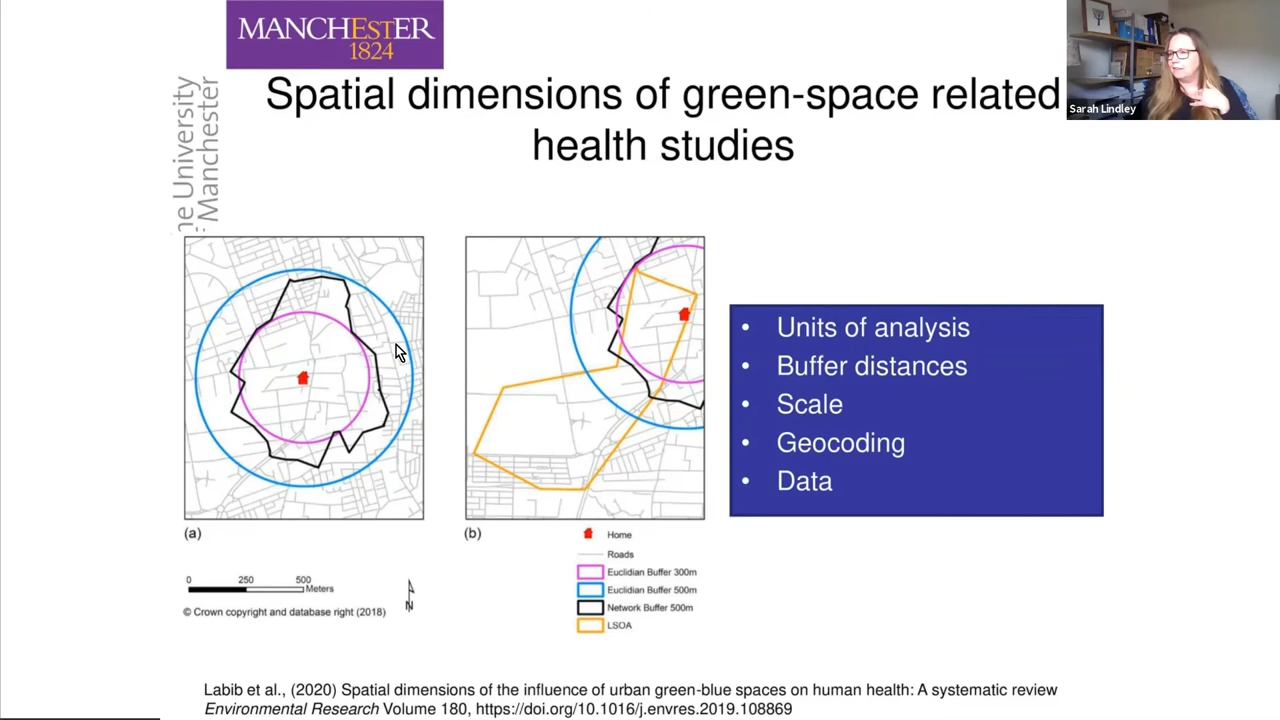 MANCHESTER
1824
The University
of Manchester
Spatial dimensions of green-space related
health studies
Sarah Lindley
• Units of analysis
• Buffer distances
• Scale
• Geocoding
• Data
(a)
(b)
0 250 500
Meters
N
© Crown copyright and database right (2018)
Home
Roads
Euclidian Buffer 300m
Euclidian Buffer 500m
Network Buffer 500m
LSOA
Labib et al., (2020) Spatial dimensions of the influence of urban green-blue spaces on human health: A systematic review
Environmental Research Volume 180, https://doi.org/10.1016/j.envres.2019.108869